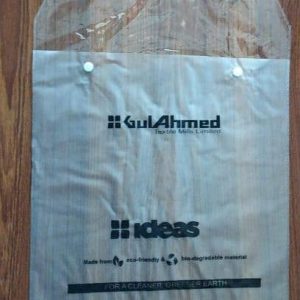 GulAhmed
Textile Mills Limited
ideas
Made from eco-friendly & bio-degradable material
FOR A CLEANER, GREENER EARTH